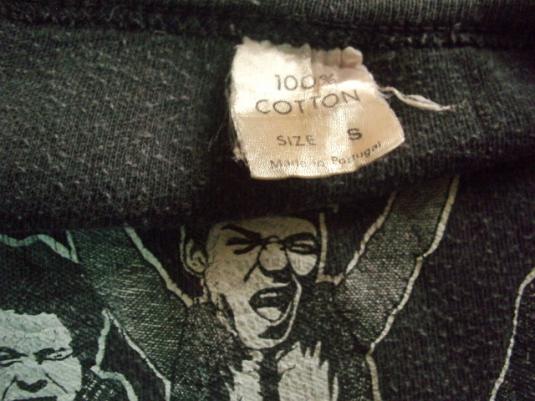 100%
COTTON
SIZE S
Made in Portugal